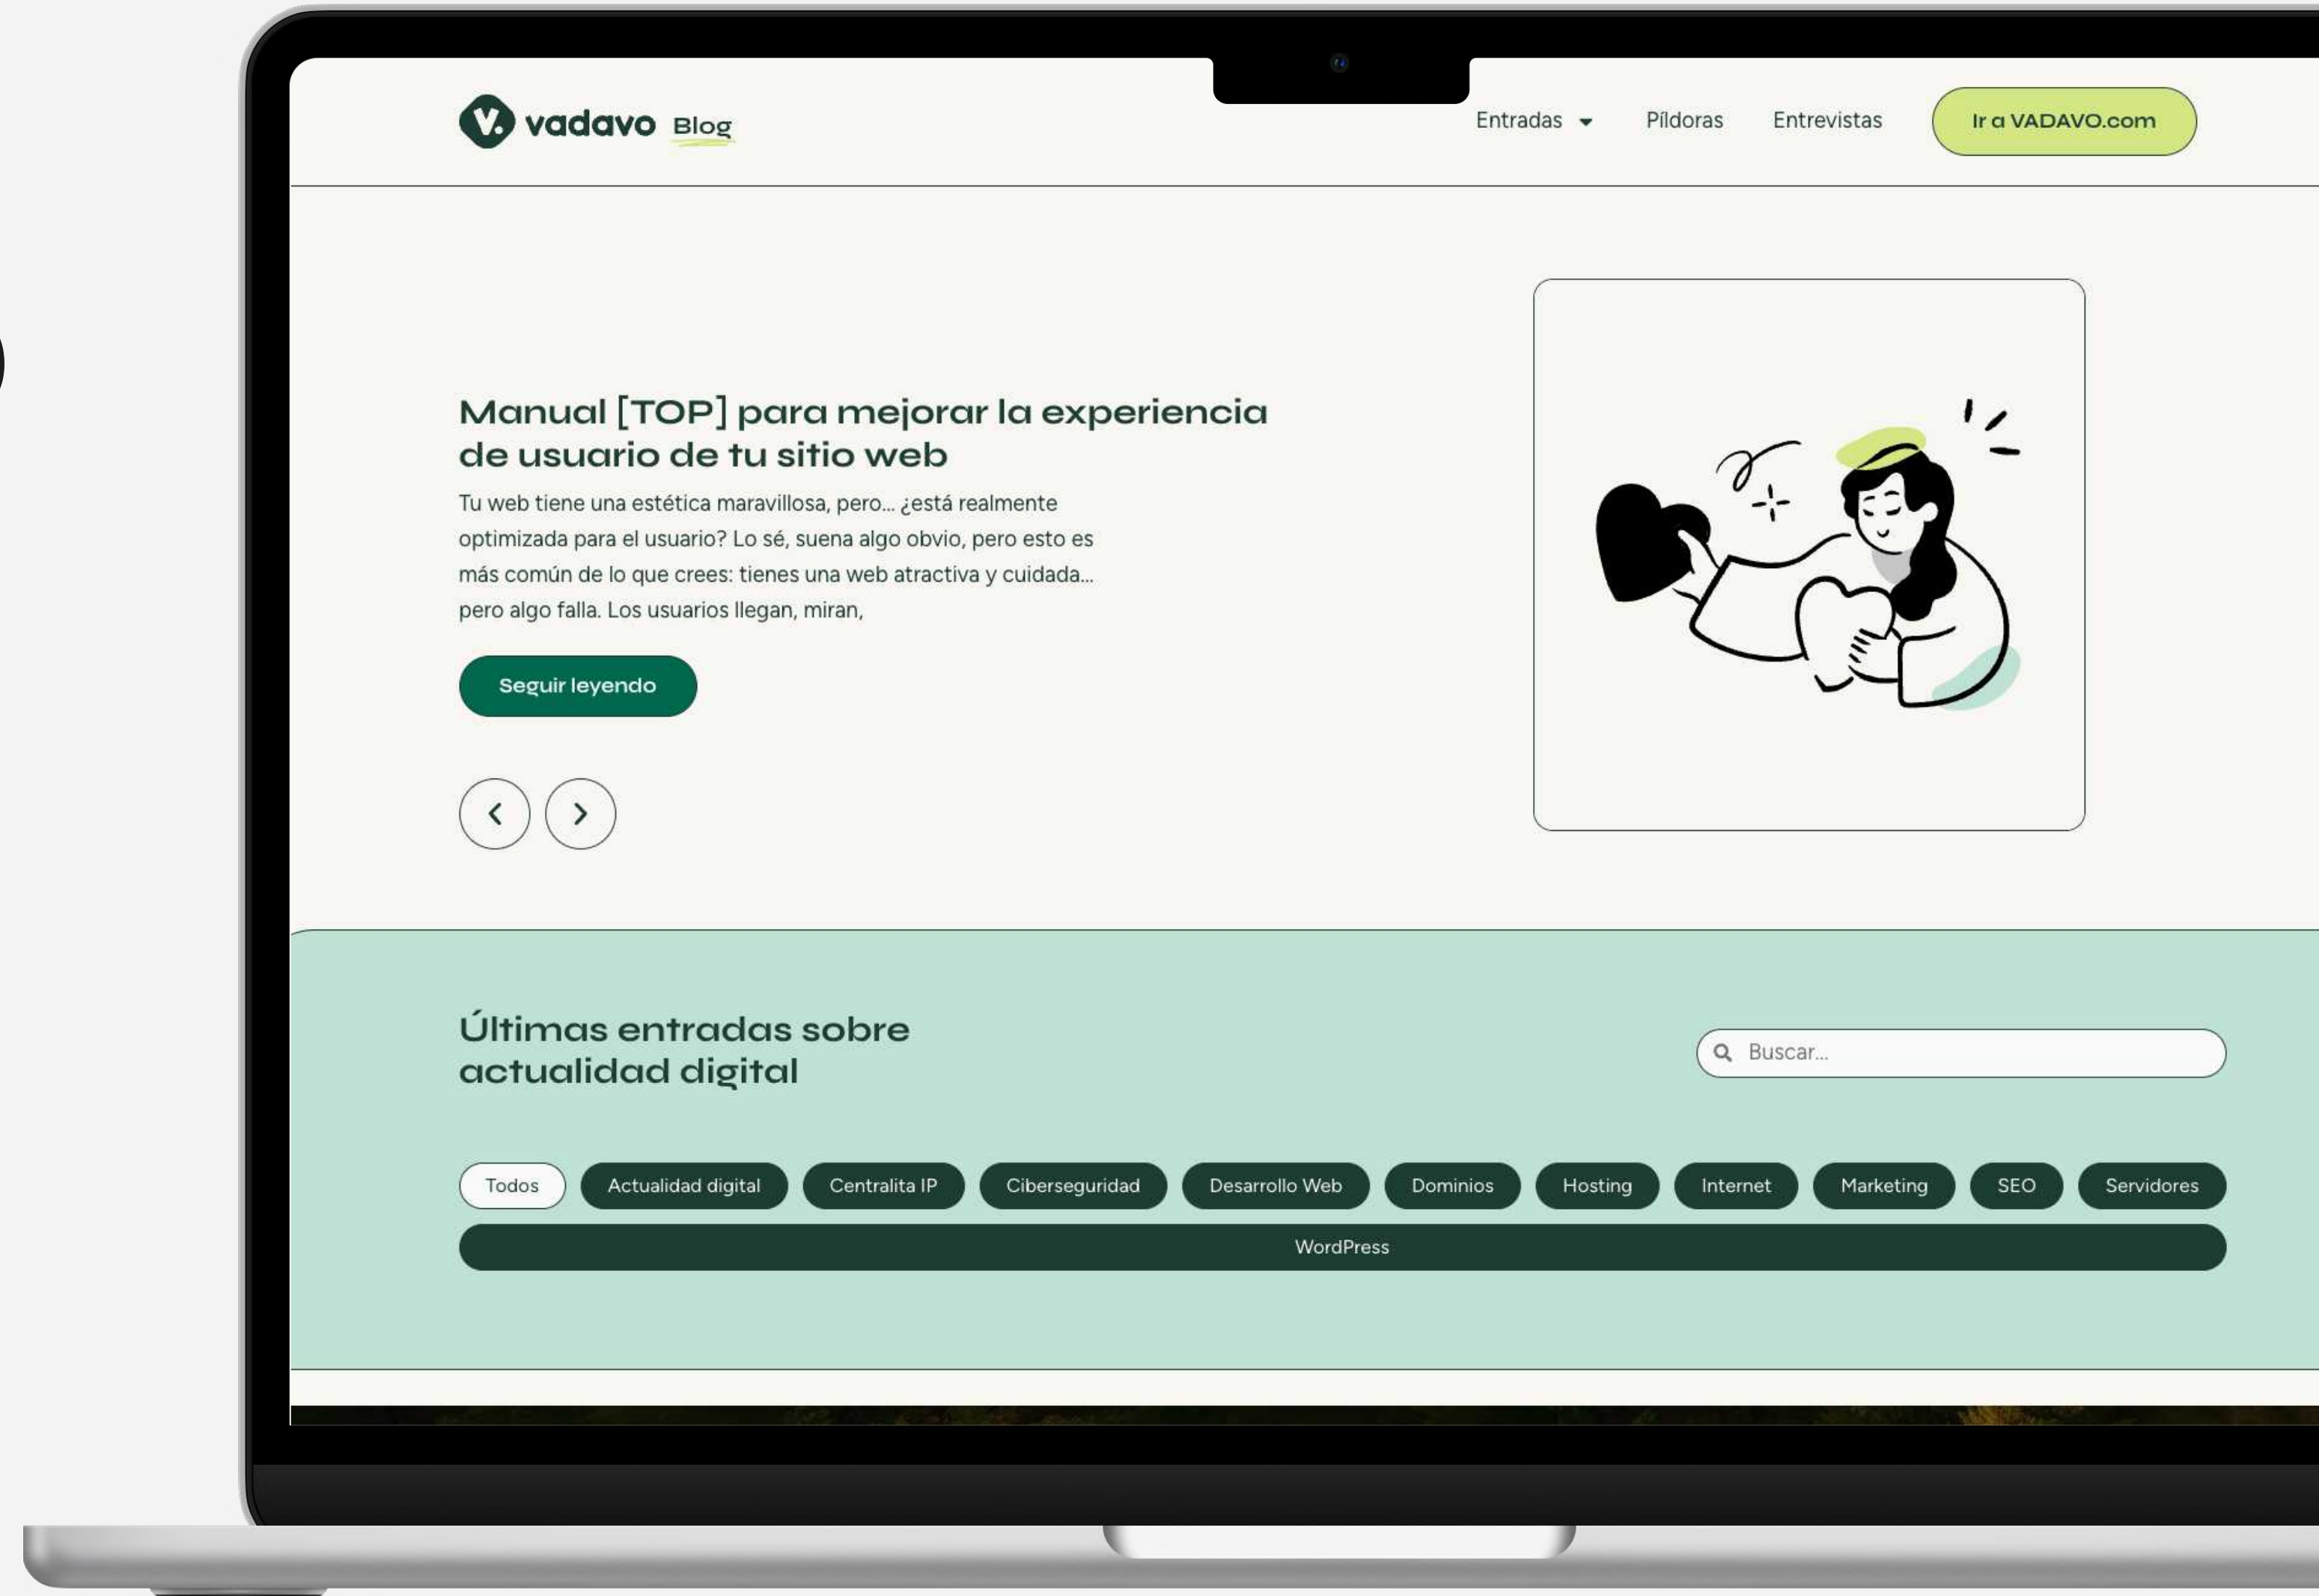 V. vadavo Blog
Entradas Píldoras Entrevistas Ir a VADAVO.com
Manual [TOP] para mejorar la experiencia
de usuario de tu sitio web
Tu web tiene una estética maravillosa, pero... ¿está realmente
optimizada para el usuario? Lo sé, suena algo obvio, pero esto es
más común de lo que crees: tienes una web atractiva y cuidada...
pero algo falla. Los usuarios llegan, miran,
Seguir leyendo
Últimas entradas sobre
actualidad digital
Buscar...
Todos Actualidad digital Centralita IP Ciberseguridad Desarrollo Web Dominios Hosting Internet Marketing SEO Servidores
WordPress